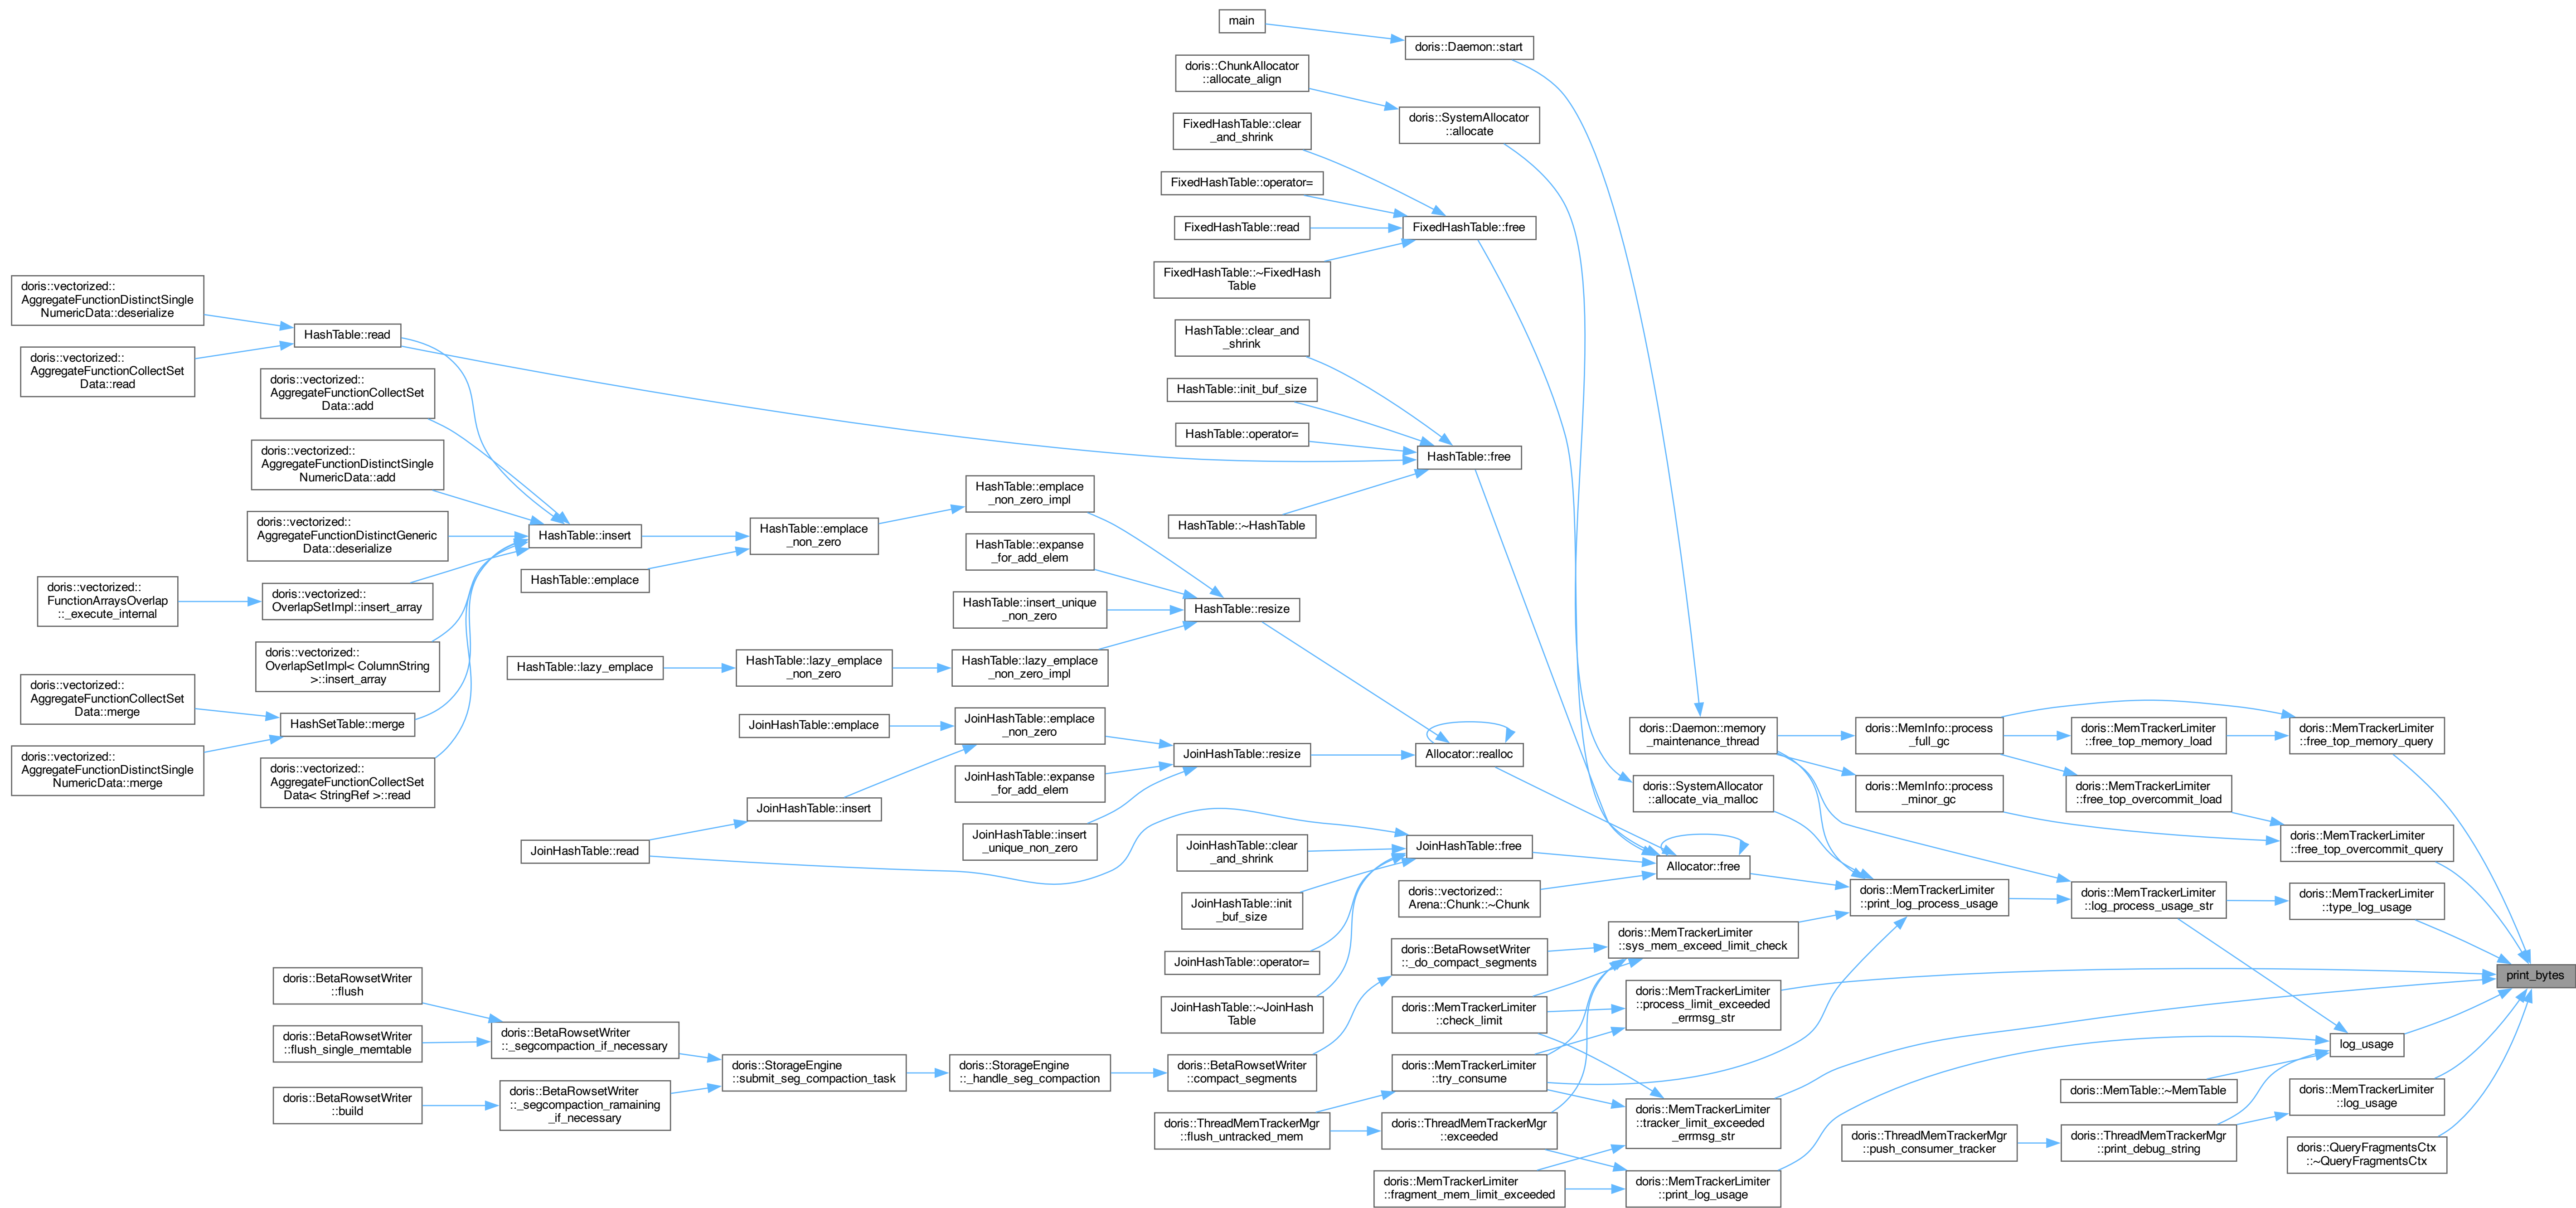 main
doris::Daemon::start
doris::ChunkAllocator
::allocate_align
doris::SystemAllocator
::allocate
FixedHashTable::clear
_and_shrink
FixedHashTable::operator=
FixedHashTable::free
FixedHashTable::read
FixedHashTable::~FixedHash
Table
doris::vectorized::
AggregateFunctionDistinctSingle
NumericData::deserialize
HashTable::read
doris::vectorized::
AggregateFunctionCollectSet
Data::read
doris::vectorized::
AggregateFunctionCollectSet
Data::add
doris::vectorized::
AggregateFunctionDistinctSingle
NumericData::add
doris::vectorized::
AggregateFunctionDistinctGeneric
Data::deserialize
HashTable::insert
doris::vectorized::
FunctionArraysOverlap
::_execute_internal
doris::vectorized::
OverlapSetImpl::insert_array
doris::vectorized::
OverlapSetImpl< ColumnString
>::insert_array
doris::vectorized::
AggregateFunctionCollectSet
Data::merge
HashSetTable::merge
doris::vectorized::
AggregateFunctionDistinctSingle
NumericData::merge
doris::vectorized::
AggregateFunctionCollectSet
Data< StringRef >::read
HashTable::clear_and
_shrink
HashTable::init_buf_size
HashTable::operator=
HashTable::free
HashTable::~HashTable
HashTable::emplace
_non_zero_impl
HashTable::emplace
_non_zero
HashTable::emplace
HashTable::expanse
_for_add_elem
HashTable::insert_unique
_non_zero
HashTable::resize
HashTable::lazy_emplace
HashTable::lazy_emplace
_non_zero
HashTable::lazy_emplace
_non_zero_impl
JoinHashTable::emplace
JoinHashTable::emplace
_non_zero
JoinHashTable::resize
Allocator::realloc
JoinHashTable::expanse
_for_add_elem
JoinHashTable::insert
JoinHashTable::insert
_unique_non_zero
JoinHashTable::read
JoinHashTable::clear
_and_shrink
JoinHashTable::free
JoinHashTable::init
_buf_size
JoinHashTable::operator=
JoinHashTable::~JoinHash
Table
doris::vectorized::
Arena::Chunk::~Chunk
Allocator::free
doris::Daemon::memory
_maintenance_thread
doris::SystemAllocator
::allocate_via_malloc
doris::MemInfo::process
_full_gc
doris::MemInfo::process
_minor_gc
doris::MemTrackerLimiter
::free_top_memory_load
doris::MemTrackerLimiter
::free_top_memory_query
doris::MemTrackerLimiter
::free_top_overcommit_load
doris::MemTrackerLimiter
::free_top_overcommit_query
doris::MemTrackerLimiter
::print_log_process_usage
doris::MemTrackerLimiter
::log_process_usage_str
doris::MemTrackerLimiter
::type_log_usage
print_bytes
doris::MemTrackerLimiter
::sys_mem_exceed_limit_check
doris::BetaRowsetWriter
::_do_compact_segments
doris::MemTrackerLimiter
::process_limit_exceeded
_errmsg_str
doris::MemTrackerLimiter
::check_limit
doris::BetaRowsetWriter
::flush
doris::BetaRowsetWriter
::flush_single_memtable
doris::BetaRowsetWriter
::_segcompaction_if_necessary
doris::BetaRowsetWriter
::build
doris::BetaRowsetWriter
::_segcompaction_ramaining
_if_necessary
doris::StorageEngine
::submit_seg_compaction_task
doris::StorageEngine
::_handle_seg_compaction
doris::BetaRowsetWriter
::compact_segments
doris::MemTrackerLimiter
::try_consume
doris::ThreadMemTrackerMgr
::flush_untracked_mem
doris::ThreadMemTrackerMgr
::exceeded
doris::MemTrackerLimiter
::tracker_limit_exceeded
_errmsg_str
doris::MemTrackerLimiter
::fragment_mem_limit_exceeded
doris::MemTrackerLimiter
::print_log_usage
log_usage
doris::MemTable::~MemTable
doris::MemTrackerLimiter
::log_usage
doris::ThreadMemTrackerMgr
::push_consumer_tracker
doris::ThreadMemTrackerMgr
::print_debug_string
doris::QueryFragmentsCtx
::~QueryFragmentsCtx